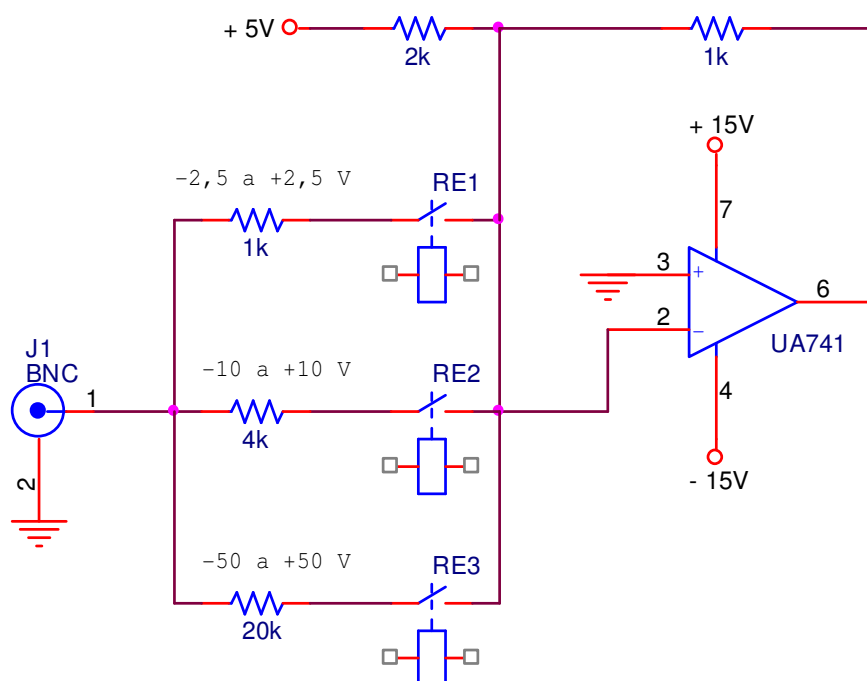 + 5V
2k
1k
+ 15V
-2,5 a +2,5 V
RE1
7
1k
3
+
6
2
-
UA741
J1
BNC
-10 a +10 V
RE2
1
4
4k
- 15V
2
-50 a +50 V
RE3
20k